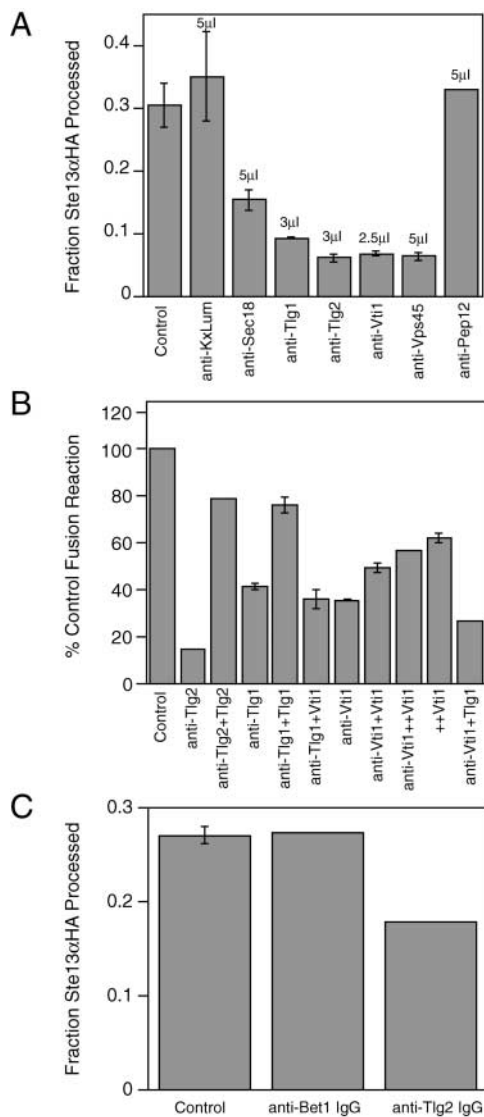 A
Fraction Ste13αHA Processed
0.4
0.3
0.2
0.1
0
5μl
5μl
3μl
3μl
2.5μl
5μl
5μl
Control
anti-KxLum
anti-Sec18
anti-Tlg1
anti-Tlg2
anti-Vti1
anti-Vps45
anti-Pep12
B
% Control Fusion Reaction
120
100
80
60
40
20
0
Control
anti-Tlg2
anti-Tlg2+Tlg2
anti-Tlg1
anti-Tlg1+Tlg1
anti-Tlg1+Vti1
anti-Vti1
anti-Vti1+Vti1
anti-Vti1++Vti1
++Vti1
anti-Vti1+Tlg1
C
Fraction Ste13αHA Processed
0.3
0.2
0.1
0
Control
anti-Bet1 IgG
anti-Tlg2 IgG